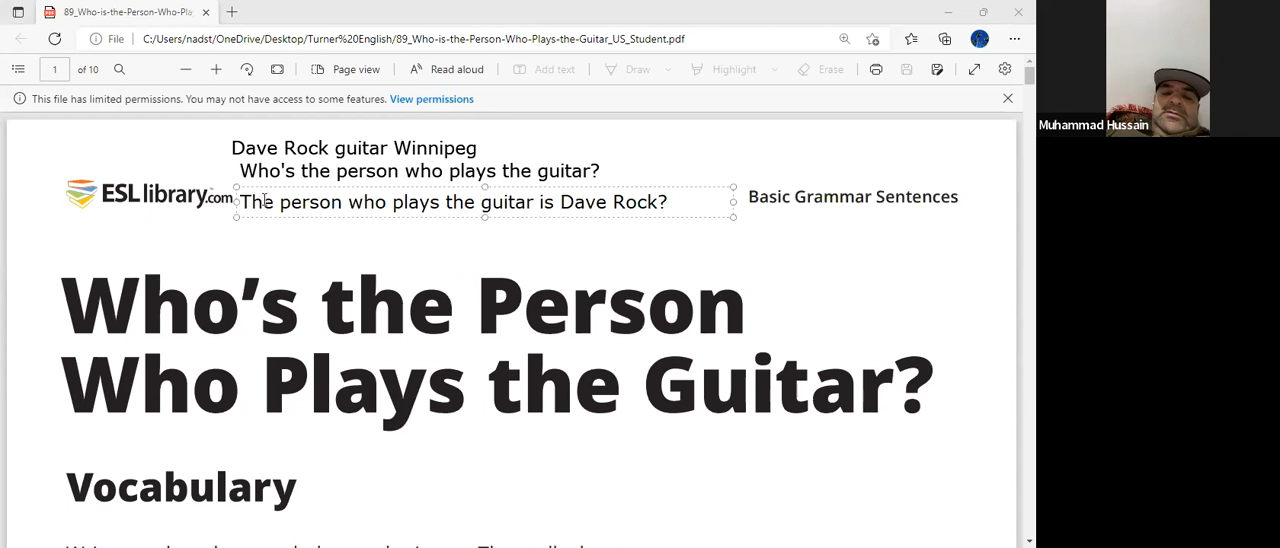 89_Who-is-the-Person-Who-Pla
File
C:/Users/nadst/OneDrive/Desktop/Turner%20English/89_Who-is-the-Person-Who-Plays-the-Guitar_US_Student.pdf
1 of 10
Page view
Read aloud
Add text
Draw
Highlight
Erase
This file has limited permissions. You may not have access to some features. View permissions
Muhammad Hussain
Dave Rock guitar Winnipeg
Who's the person who plays the guitar?
The person who plays the guitar is Dave Rock?
ESL library.com
Basic Grammar Sentences
Who's the Person
Who Plays the Guitar?
Vocabulary